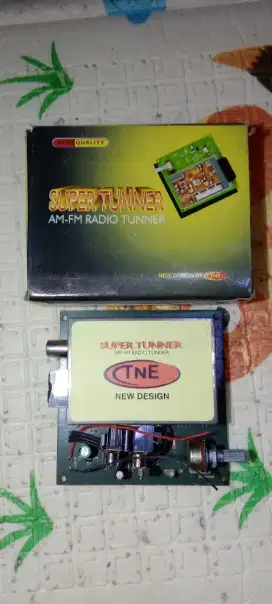 HIGH QUALITY
SUPER TUNNER
AM-FM RADIO TUNNER
NEW DESIGN BY TNE
SUPER TUNNER
AM-FM RADIO TUNNER
TNE
NEW DESIGN